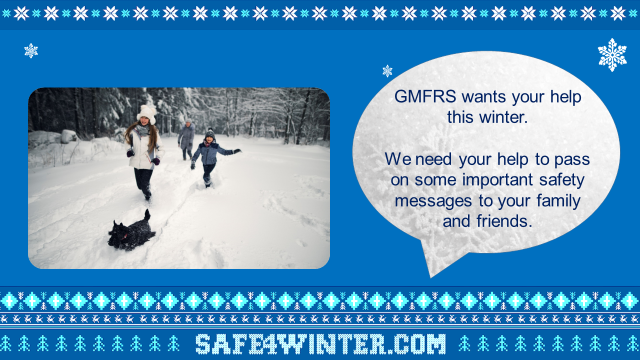 GMFRS wants your help
this winter.
We need your help to pass
on some important safety
messages to your family
and friends.
SAFE4WINTER.COM